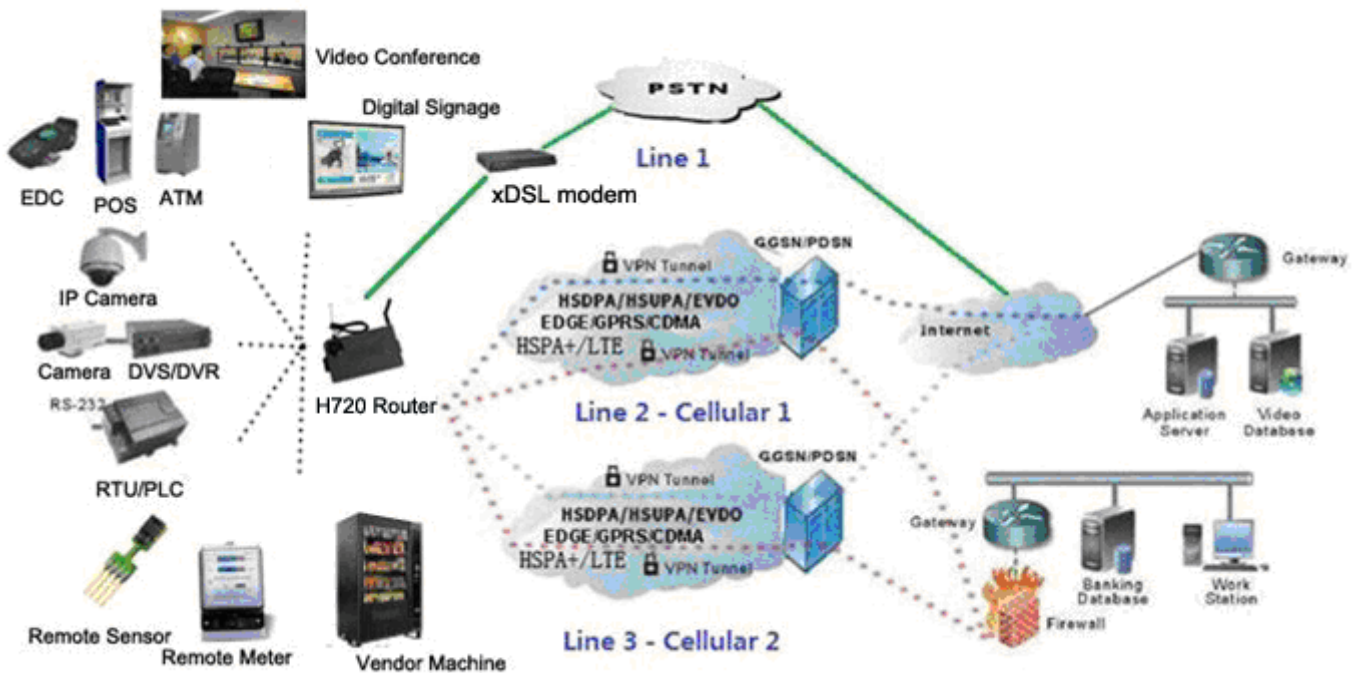 Video Conference
PSTN
Digital Signage
Line 1
xDSL modem
EDC
POS
ATM
GGSN/PDSN
VPN Tunnel
Gateway
IP Camera
HSDPA/HSUPA/EVDO
EDGE/GPRS/CDMA
Internet
HSPA+/LTE
VPN Tunnel
Camera
DVS/DVR
RS-232
H720 Router
Line 2 - Cellular 1
Application
Server
Video
Database
GGSN/PDSN
VPN Tunnel
RTU/PLC
HSDPA/HSUPA/EVDO
EDGE/GPRS/CDMA
Gateway
HSPA+/LTE
VPN Tunnel
Banking
Database
Work
Station
Firewall
Remote Sensor
Line 3 - Cellular 2
Remote Meter
Vendor Machine